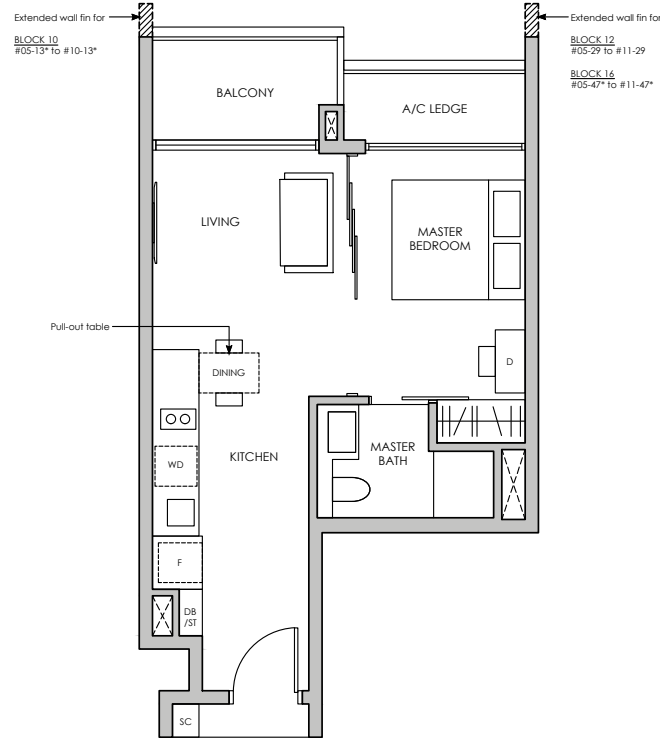 Extended wall fin for
BLOCK 10
#05-13* to #10-13*
Extended wall fin for
BLOCK 12
#05-29 to #11-29
BLOCK 16
#05-47* to #11-47*
BALCONY
A/C LEDGE
LIVING
MASTER
BEDROOM
Pull-out table
DINING
D
KITCHEN
MASTER
BATH
WD
F
DB
/ST
SC